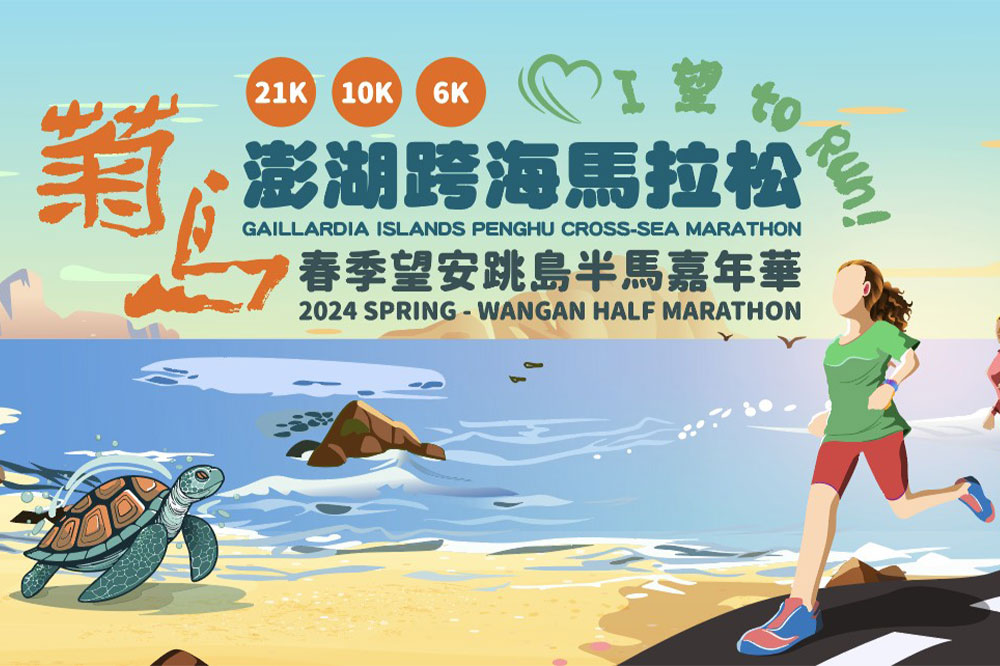 21K 10K 6K
I 望 to Run!
菊島
澎湖跨海馬拉松
GAILLARDIA ISLANDS PENGHU CROSS-SEA MARATHON
春季望安跳島半馬嘉年華
2024 SPRING - WANGAN HALF MARATHON